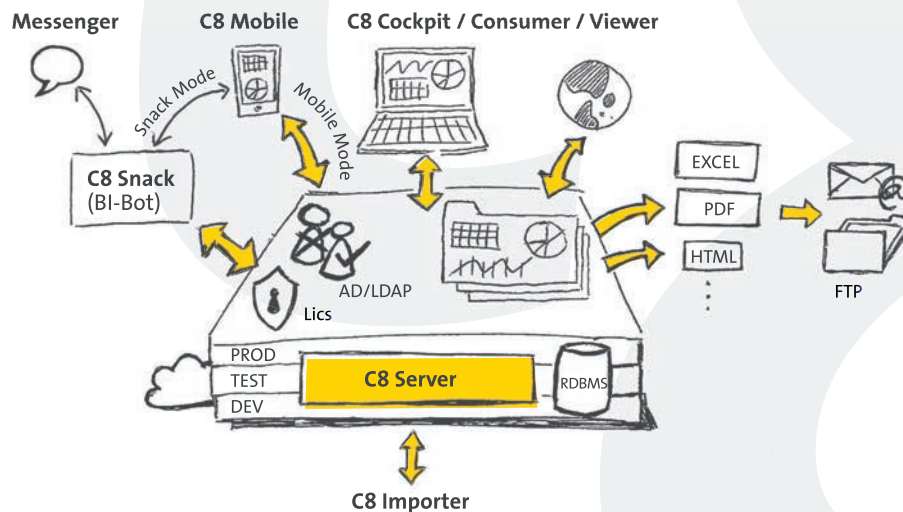 Messenger
C8 Mobile
C8 Cockpit / Consumer / Viewer
Snack Mode
Mobile Mode
C8 Snack
(BI-Bot)
EXCEL
PDF
HTML
@
FTP
AD/LDAP
Lics
PROD
TEST
DEV
C8 Server
RDBMS
C8 Importer